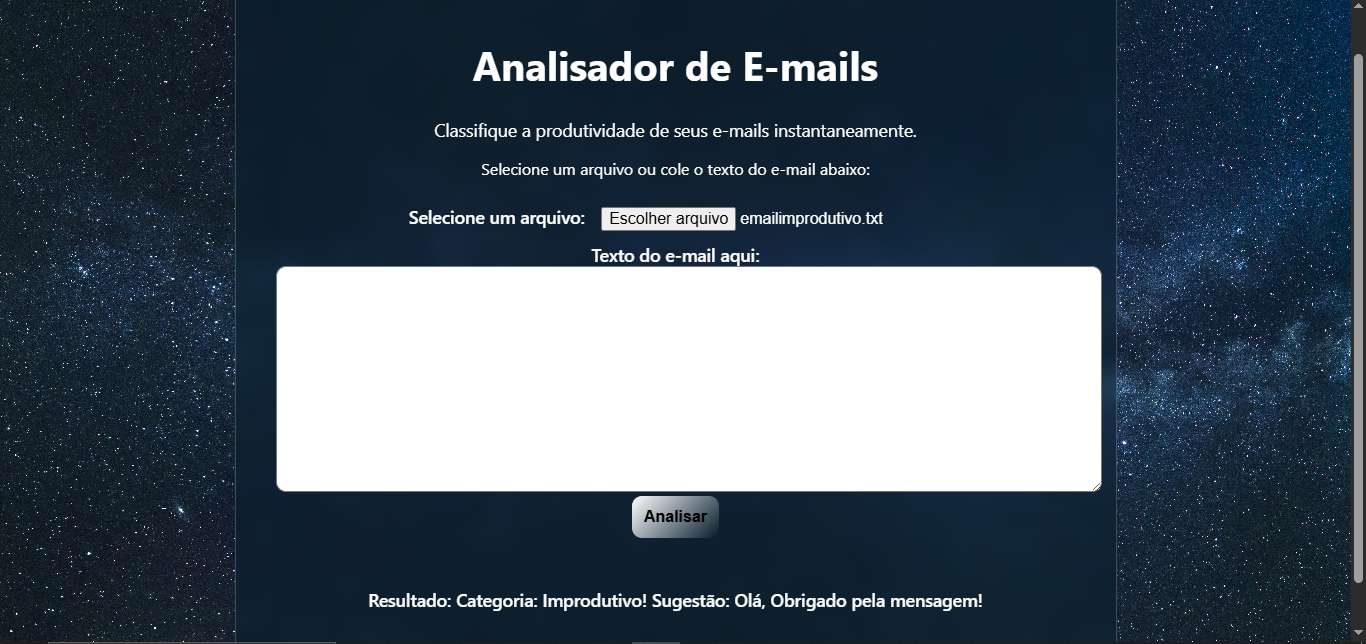 Analisador de E-mails
Classifique a produtividade de seus e-mails instantaneamente.
Selecione um arquivo ou cole o texto do e-mail abaixo:
Selecione um arquivo: Escolher arquivo emailimprodutivo.txt
Texto do e-mail aqui:
Analisar
Resultado: Categoria: Improdutivo! Sugestão: Olá, Obrigado pela mensagem!